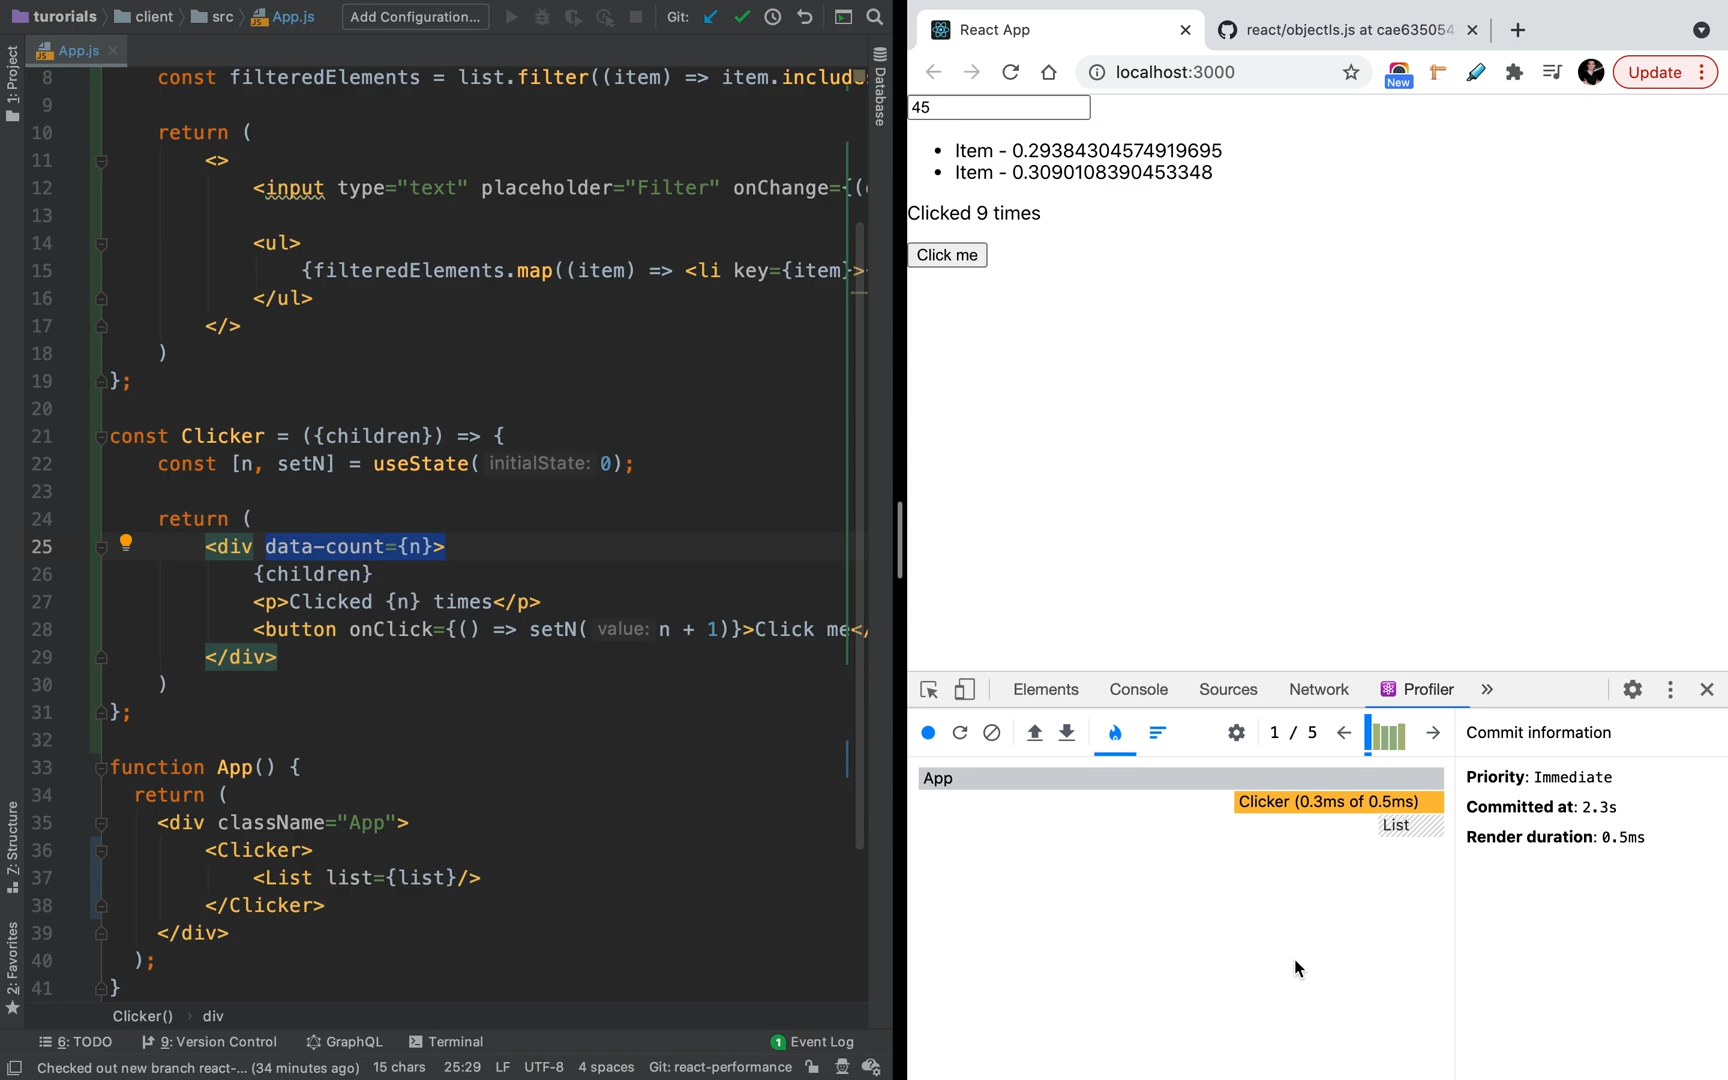 turorials client src App.js Add Configuration... Git:
App.js
1: Project
Database
8 const filteredElements = list.filter((item) => item.includ
9
10 return (
11 <>
12 <input type="text" placeholder="Filter" onChange={(
13
14 <ul>
15 {filteredElements.map((item) => <li key={item}>
16 </ul>
17 </>
18 )
19 };
20
21 const Clicker = ({children}) => {
22 const [n, setN] = useState( initialState: 0);
23
24 return (
25 <div data-count={n}>
26 {children}
27 <p>Clicked {n} times</p>
28 <button onClick={() => setN( value: n + 1)}>Click me</
29 </div>
30 )
31 };
32
33 function App() {
34 return (
35 <div className="App">
36 <Clicker>
37 <List list={list}/>
38 </Clicker>
39 </div>
40 );
41 }
Z: Structure
2: Favorites
Clicker() › div
6: TODO 9: Version Control GraphQL Terminal 1 Event Log
Checked out new branch react-... (34 minutes ago) 15 chars 25:29 LF UTF-8 4 spaces Git: react-performance
React App react/objectIs.js at cae635054
localhost:3000 New Update
45
• Item - 0.29384304574919695
• Item - 0.3090108390453348
Clicked 9 times
Click me
Elements Console Sources Network Profiler »
1 / 5 Commit information
App
Clicker (0.3ms of 0.5ms)
List
Priority: Immediate
Committed at: 2.3s
Render duration: 0.5ms